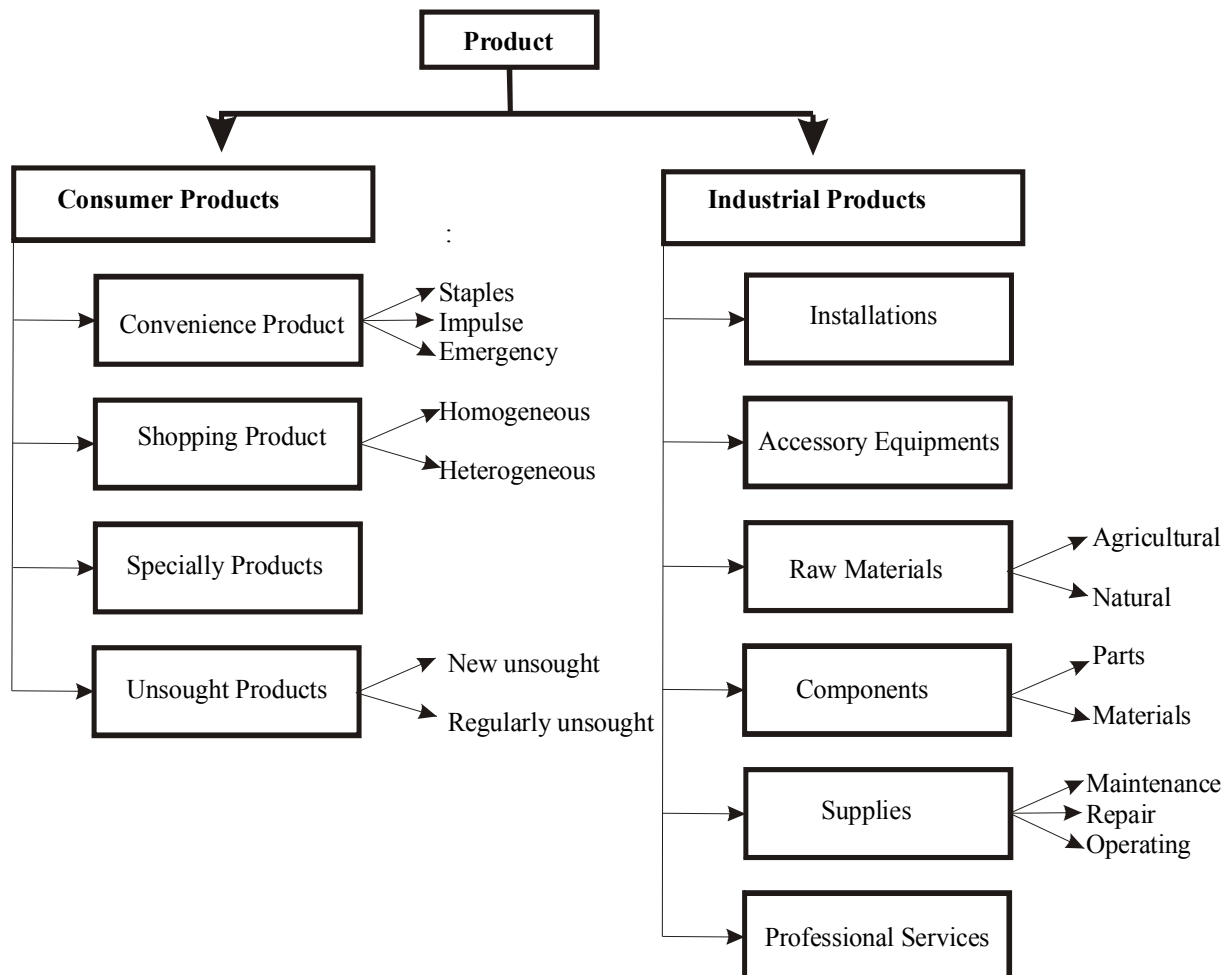 Product
Consumer Products
:
Convenience Product
Staples
Impulse
Emergency
Shopping Product
Homogeneous
Heterogeneous
Specially Products
Unsought Products
New unsought
Regularly unsought
Industrial Products
Installations
Accessory Equipments
Raw Materials
Agricultural
Natural
Components
Parts
Materials
Supplies
Maintenance
Repair
Operating
Professional Services